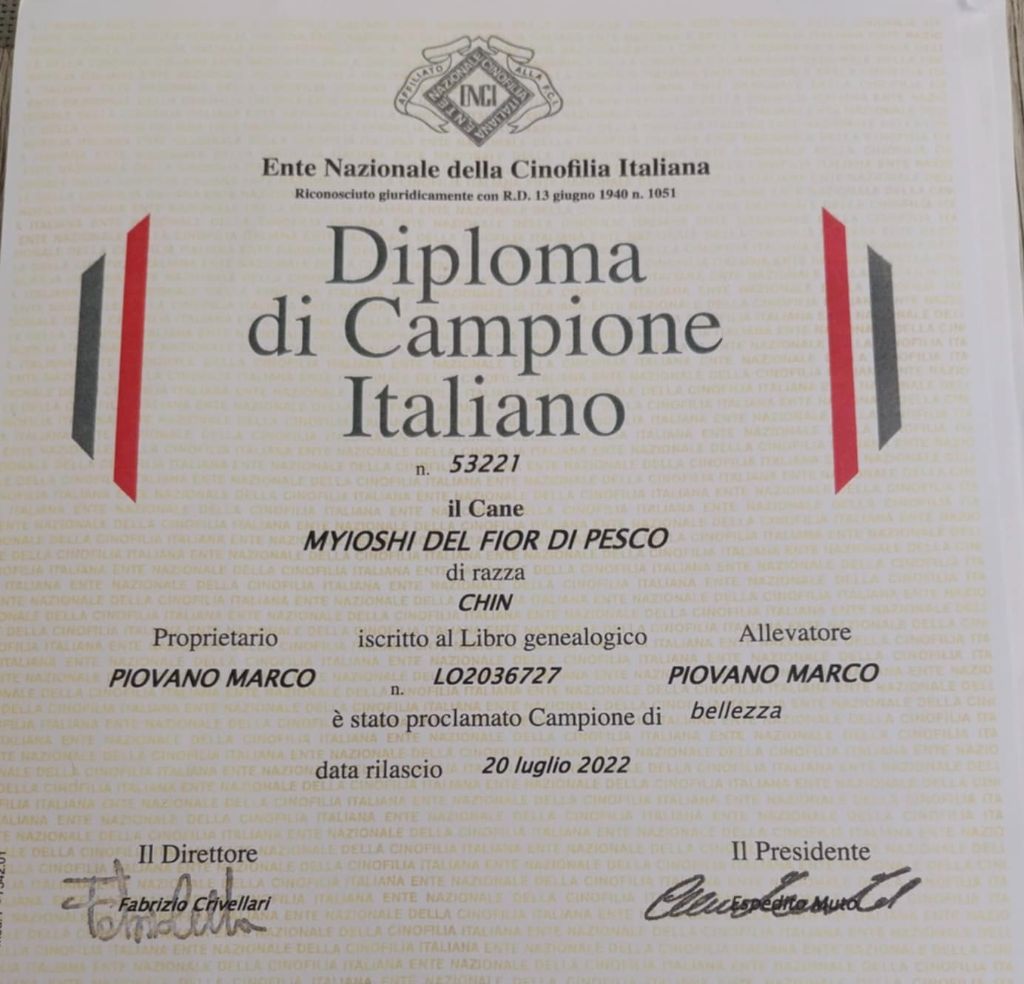 AFFILIATO ALLA F.C.I.
ENTE NAZIONALE CINOFILIA ITALIANA
ENCI
Ente Nazionale della Cinofilia Italiana
Riconosciuto giuridicamente con R.D. 13 giugno 1940 n. 1051
Diploma
di Campione
Italiano
n. 53221
il Cane
MYIOSHI DEL FIOR DI PESCO
di razza
CHIN
Proprietario iscritto al Libro genealogico Allevatore
PIOVANO MARCO n. LO2036727 PIOVANO MARCO
è stato proclamato Campione di bellezza
data rilascio 20 luglio 2022
Il Direttore Il Presidente
Fabrizio Crivellari Espedito Muto